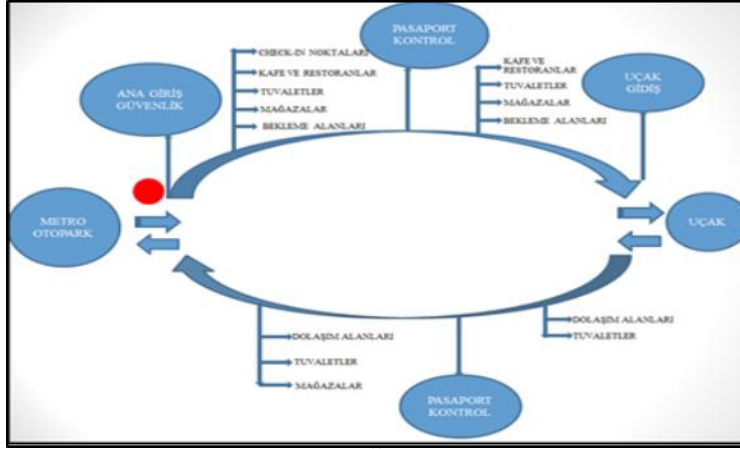 PASAPORT
KONTROL
CHECK-IN NOKTALARI
KAFE VE RESTORANLAR
TUVALETLER
MAĞAZALAR
BEKLEME ALANLARI
KAFE VE
RESTORANLAR
TUVALETLER
MAĞAZALAR
BEKLEME ALANLARI
ANA GİRİŞ
GÜVENLİK
UÇAK
GİDİŞ
METRO
OTOPARK
UÇAK
DOLAŞIM ALANLARI
TUVALETLER
MAĞAZALAR
DOLAŞIM ALANLARI
TUVALETLER
PASAPORT
KONTROL